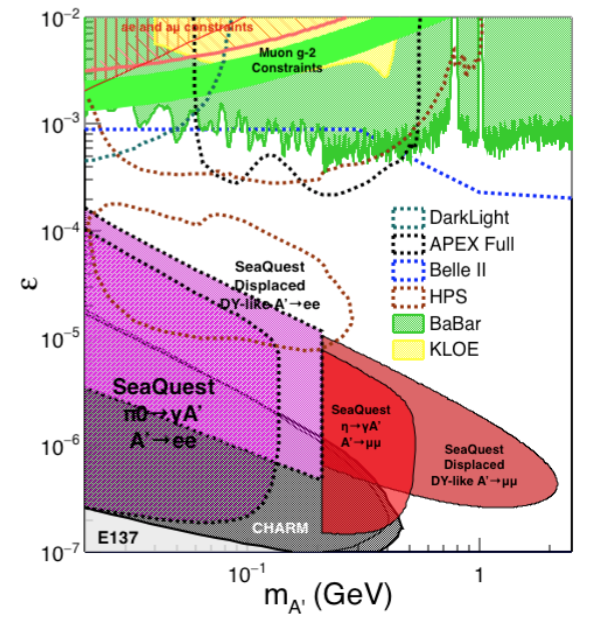 10⁻²
ae and aμ constraints
Muon g-2
Constraints
10⁻³
DarkLight
APEX Full
Belle II
HPS
BaBar
KLOE
10⁻⁴
ε
SeaQuest
Displaced
DY-like A'→ee
10⁻⁵
SeaQuest
π0→γA'
A'→ee
SeaQuest
η→γA'
A'→μμ
SeaQuest
Displaced
DY-like A'→μμ
10⁻⁶
CHARM
E137
10⁻⁷
10⁻¹
1
mA' (GeV)